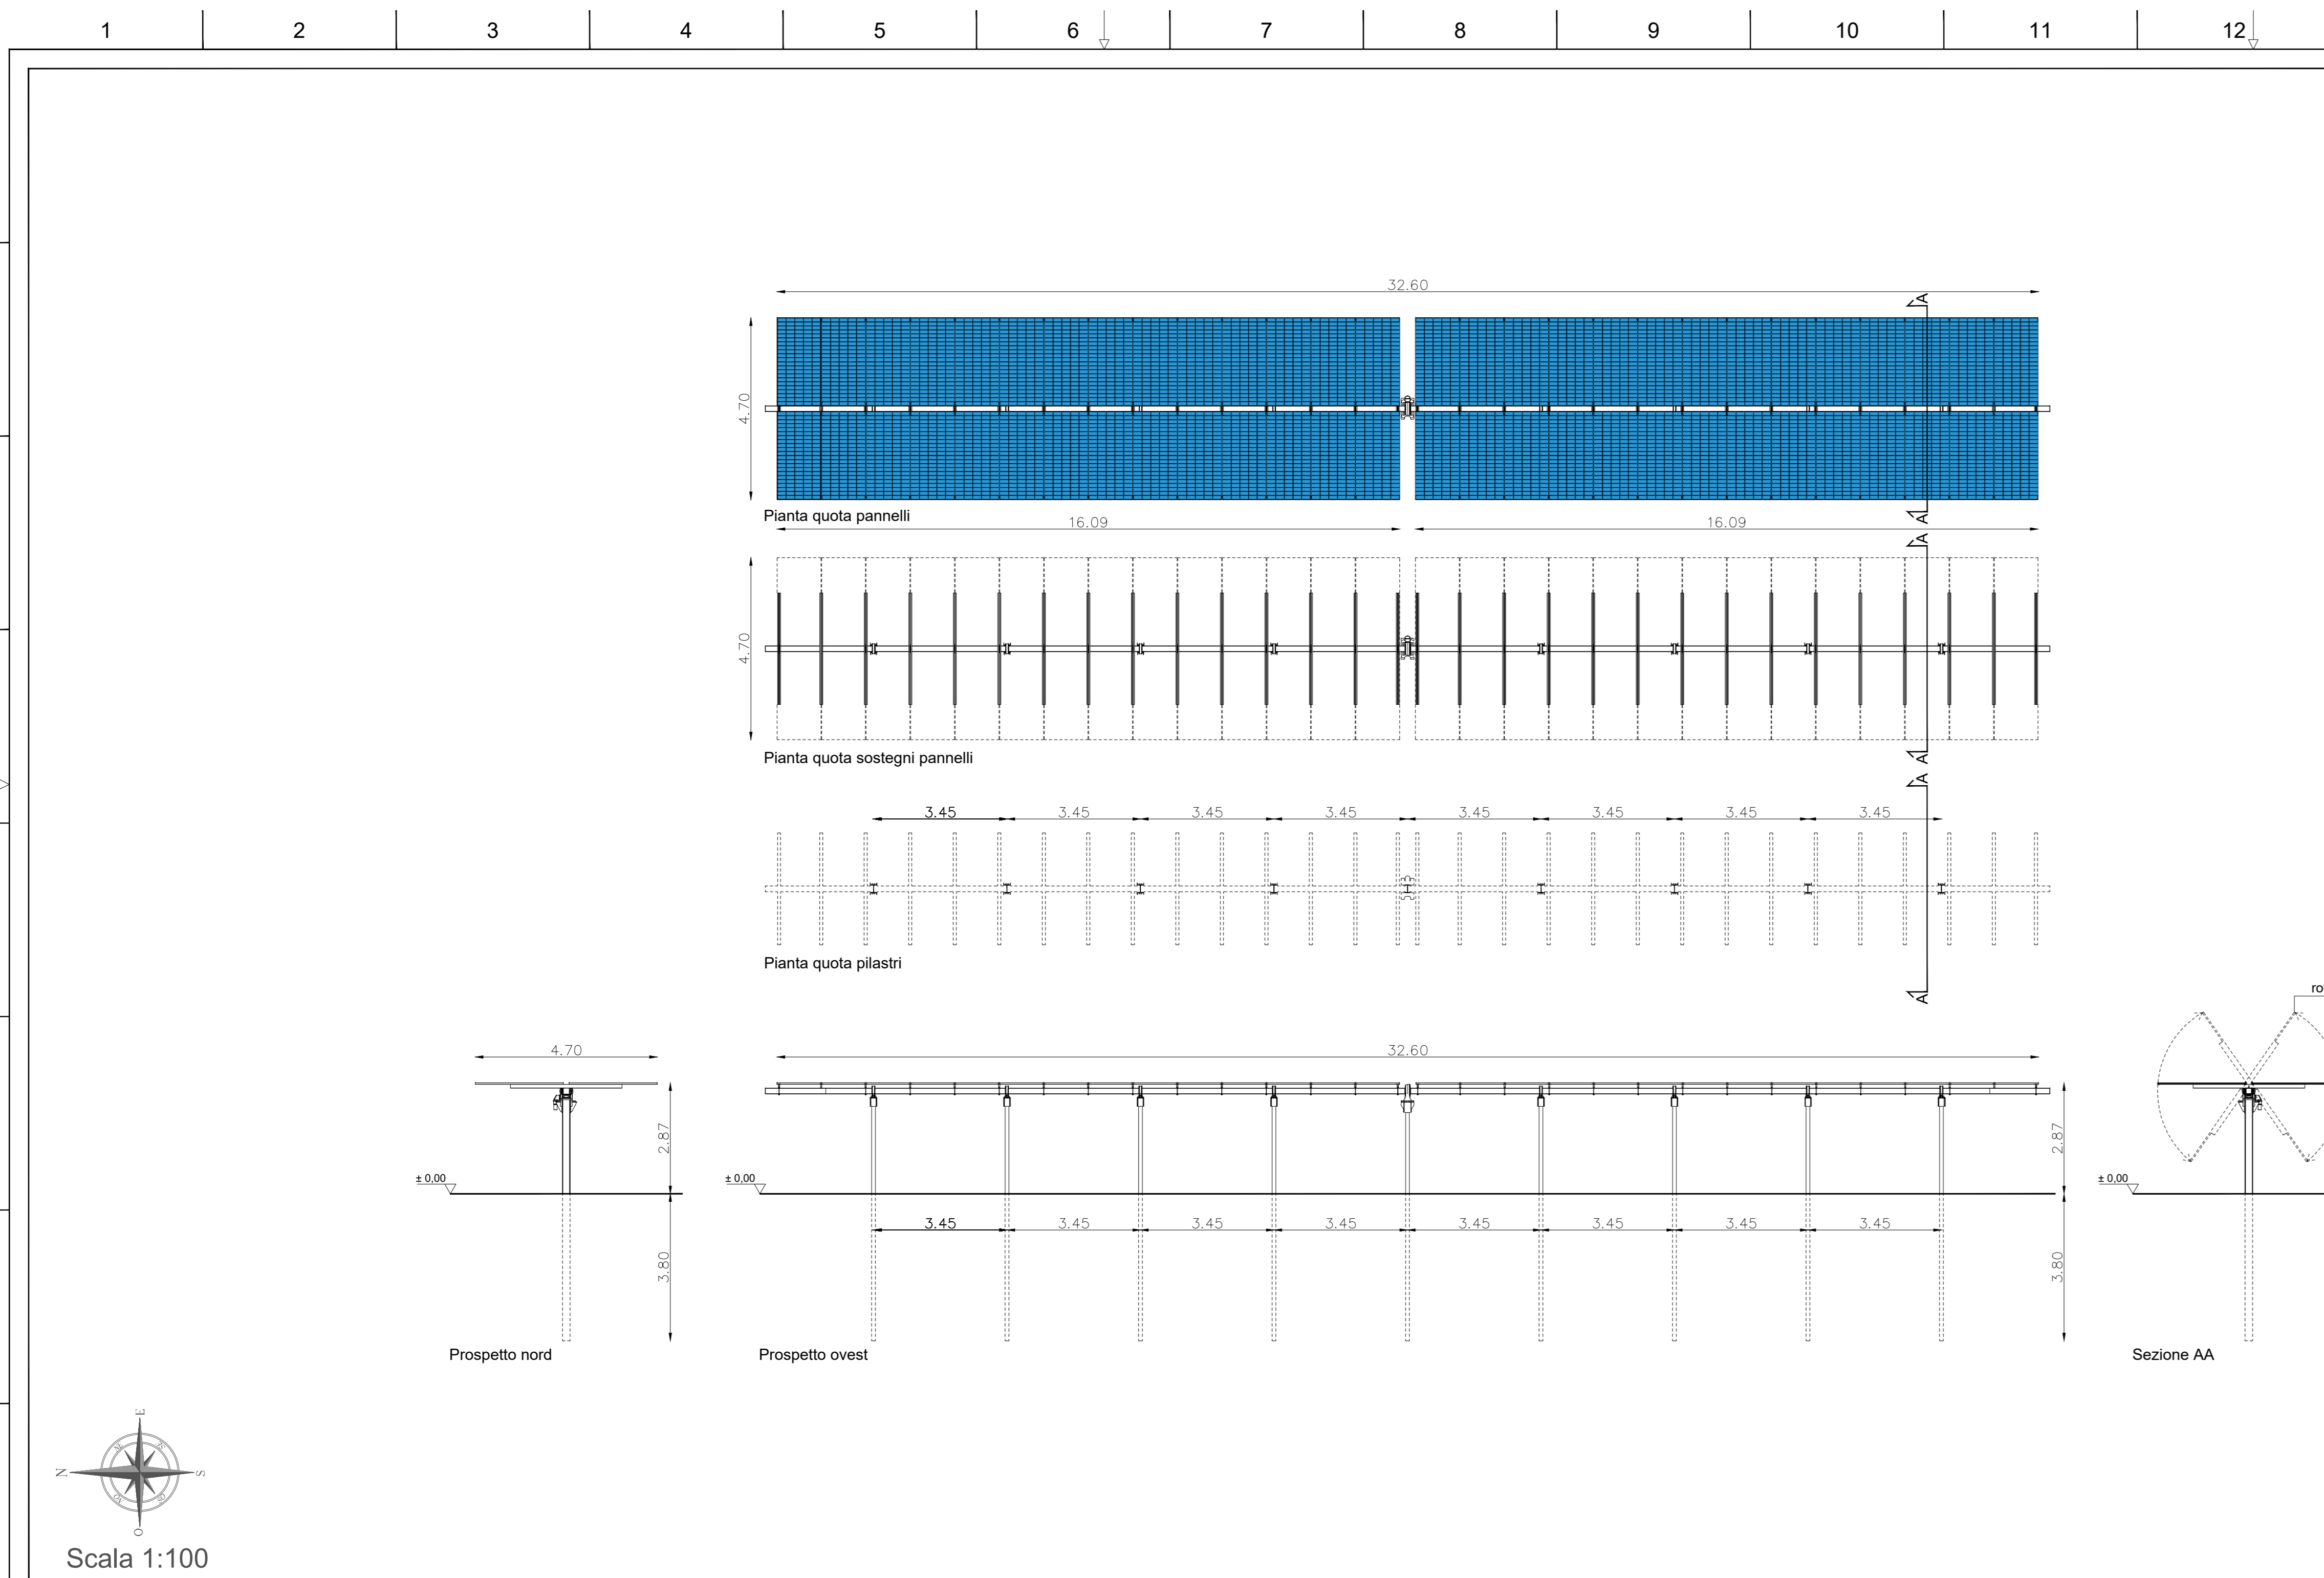 1 2 3 4 5 6 7 8 9 10 11 12
32.60
A
4.70
A
Pianta quota pannelli
16.09 16.09
A
4.70
A
Pianta quota sostegni pannelli
A
3.45 3.45 3.45 3.45 3.45 3.45 3.45 3.45
Pianta quota pilastri
A
ro
4.70 32.60
2.87 2.87
± 0,00 ± 0,00 ± 0,00
3.45 3.45 3.45 3.45 3.45 3.45 3.45 3.45
3.80 3.80
Prospetto nord Prospetto ovest Sezione AA
E
N S
O
Scala 1:100